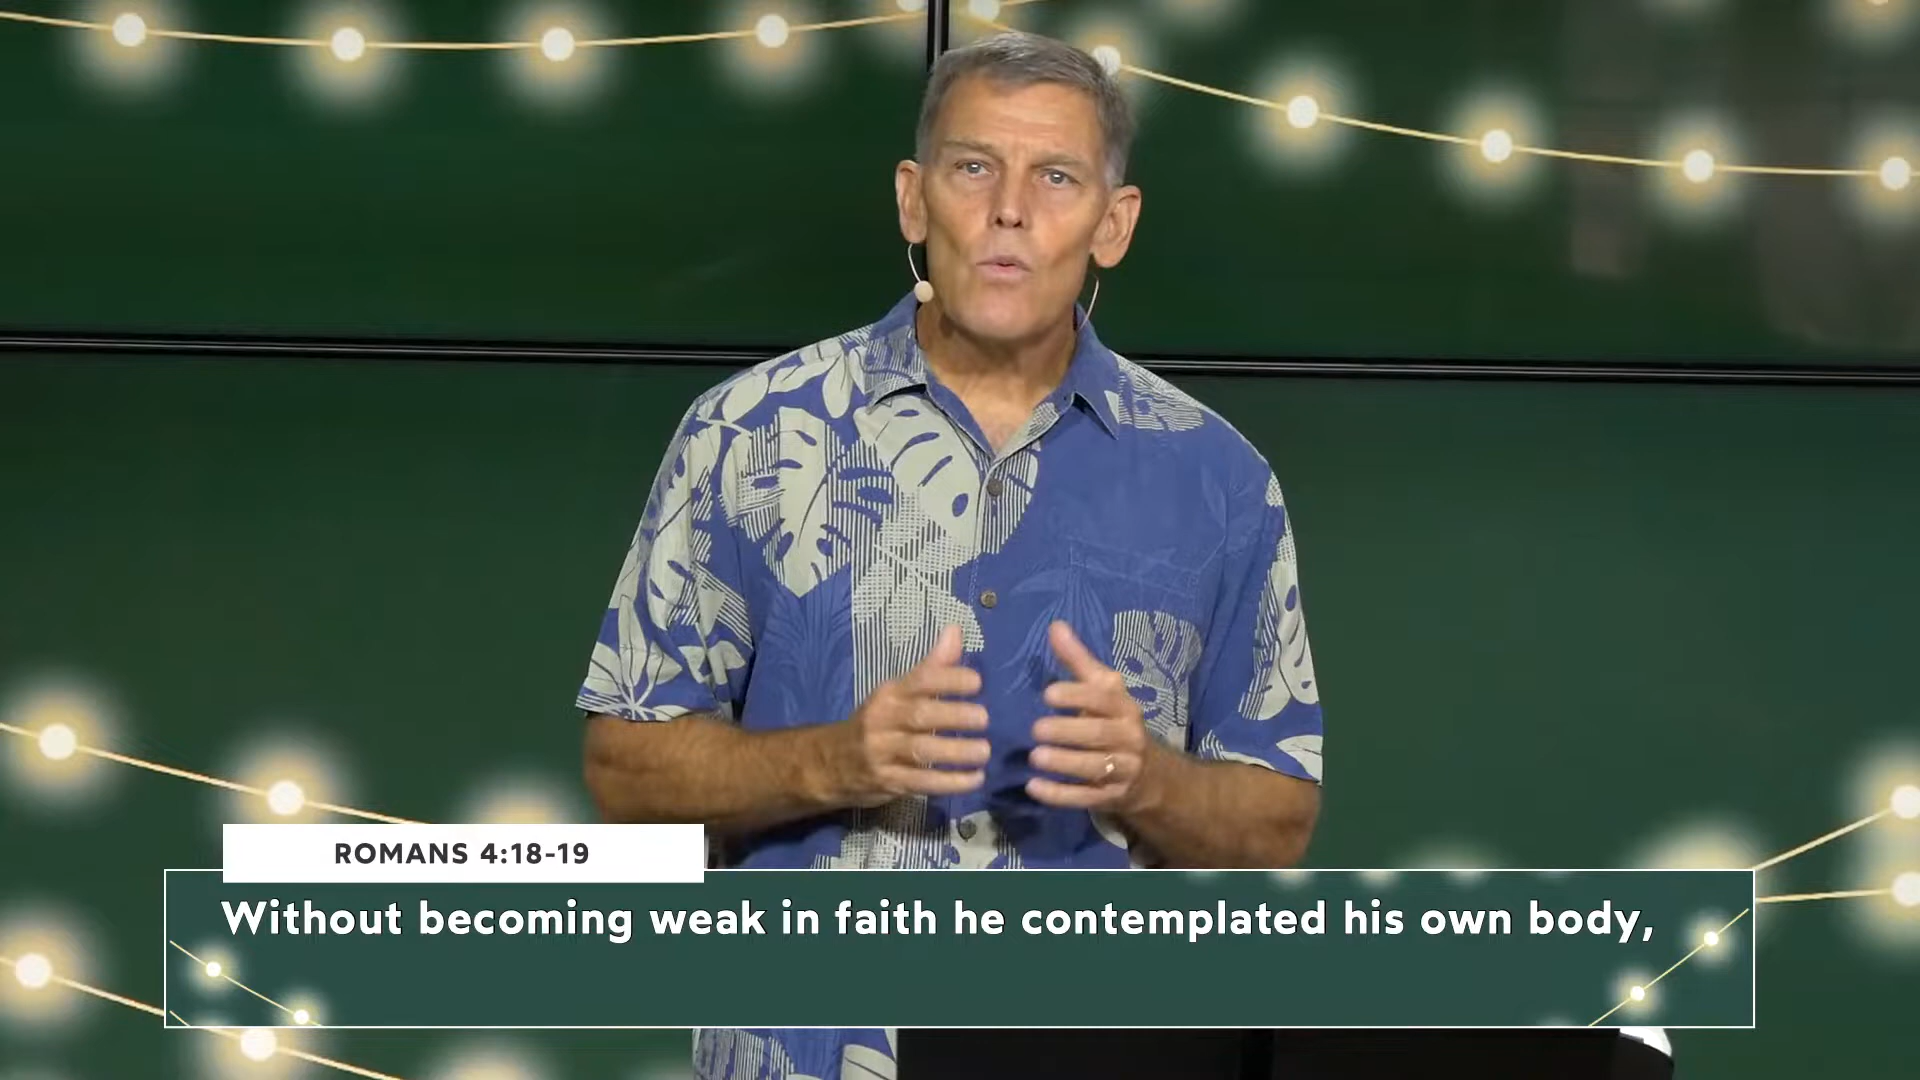 ROMANS 4:18-19
Without becoming weak in faith he contemplated his own body,